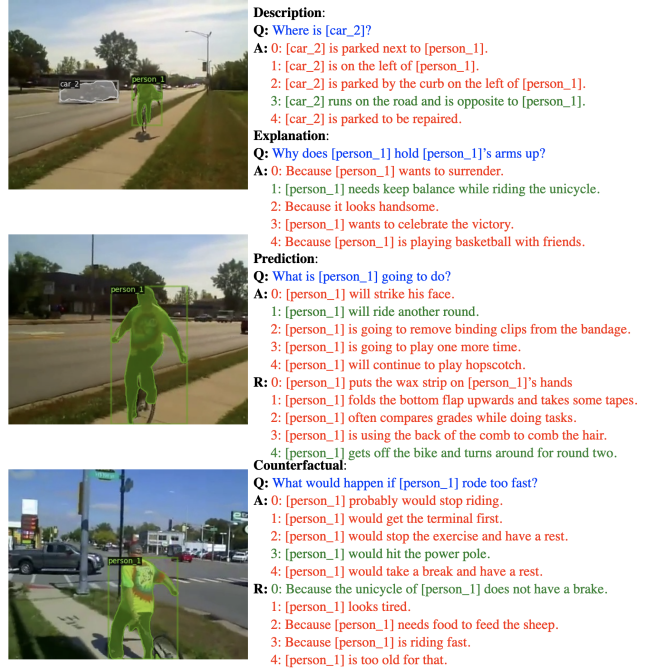 car_2
person_1
person_1
person_1
Description:
Q: Where is [car_2]?
A: 0: [car_2] is parked next to [person_1].
1: [car_2] is on the left of [person_1].
2: [car_2] is parked by the curb on the left of [person_1].
3: [car_2] runs on the road and is opposite to [person_1].
4: [car_2] is parked to be repaired.
Explanation:
Q: Why does [person_1] hold [person_1]'s arms up?
A: 0: Because [person_1] wants to surrender.
1: [person_1] needs keep balance while riding the unicycle.
2: Because it looks handsome.
3: [person_1] wants to celebrate the victory.
4: Because [person_1] is playing basketball with friends.
Prediction:
Q: What is [person_1] going to do?
A: 0: [person_1] will strike his face.
1: [person_1] will ride another round.
2: [person_1] is going to remove binding clips from the bandage.
3: [person_1] is going to play one more time.
4: [person_1] will continue to play hopscotch.
R: 0: [person_1] puts the wax strip on [person_1]'s hands
1: [person_1] folds the bottom flap upwards and takes some tapes.
2: [person_1] often compares grades while doing tasks.
3: [person_1] is using the back of the comb to comb the hair.
4: [person_1] gets off the bike and turns around for round two.
Counterfactual:
Q: What would happen if [person_1] rode too fast?
A: 0: [person_1] probably would stop riding.
1: [person_1] would get the terminal first.
2: [person_1] would stop the exercise and have a rest.
3: [person_1] would hit the power pole.
4: [person_1] would take a break and have a rest.
R: 0: Because the unicycle of [person_1] does not have a brake.
1: [person_1] looks tired.
2: Because [person_1] needs food to feed the sheep.
3: Because [person_1] is riding fast.
4: [person_1] is too old for that.